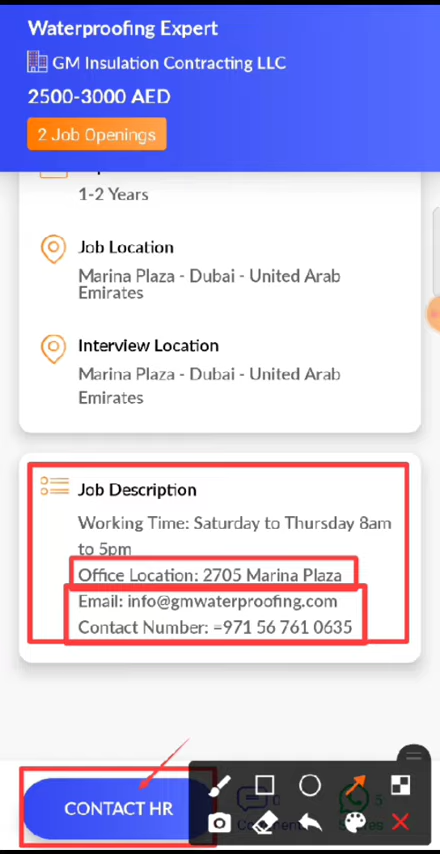 Waterproofing Expert
GM Insulation Contracting LLC
2500-3000 AED
2 Job Openings
1-2 Years
Job Location
Marina Plaza - Dubai - United Arab
Emirates
Interview Location
Marina Plaza - Dubai - United Arab
Emirates
Job Description
Working Time: Saturday to Thursday 8am
to 5pm
Office Location: 2705 Marina Plaza
Email: info@gmwaterproofing.com
Contact Number: =971 56 761 0635
CONTACT HR